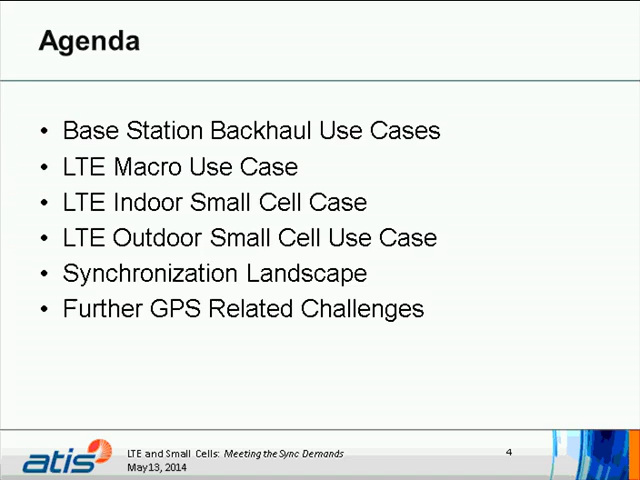 Agenda
• Base Station Backhaul Use Cases
• LTE Macro Use Case
• LTE Indoor Small Cell Case
• LTE Outdoor Small Cell Use Case
• Synchronization Landscape
• Further GPS Related Challenges
atis
LTE and Small Cells: Meeting the Sync Demands
May13, 2014
4